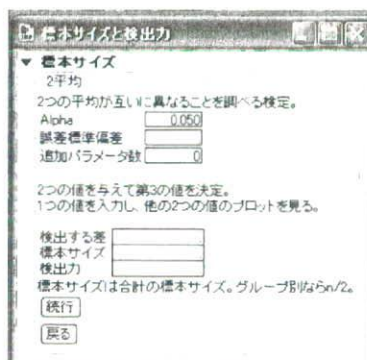 標本サイズと検出力
▼ 標本サイズ
2平均
2つの平均が互いに異なることを調べる検定。
Alpha 0.050
誤差標準偏差
追加パラメータ数 0
2つの値を与えて第3の値を決定。
1つの値を入力し、他の2つの値のプロットを見る。
検出する差
標本サイズ
検出力
標本サイズは合計の標本サイズ。グループ別ならn/2。
続行
戻る